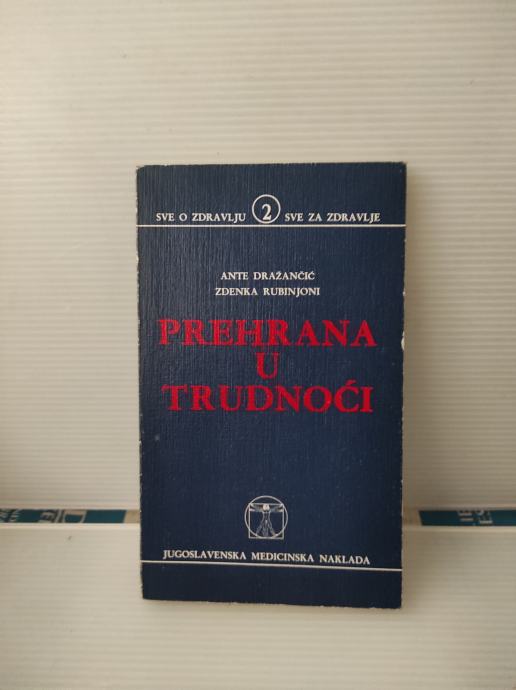 SVE O ZDRAVLJU 2 SVE ZA ZDRAVLJE
ANTE DRAŽANČIĆ
ZDENKA RUBINJONI
PREHRANA
U
TRUDNOĆI
JUGOSLAVENSKA MEDICINSKA NAKLADA